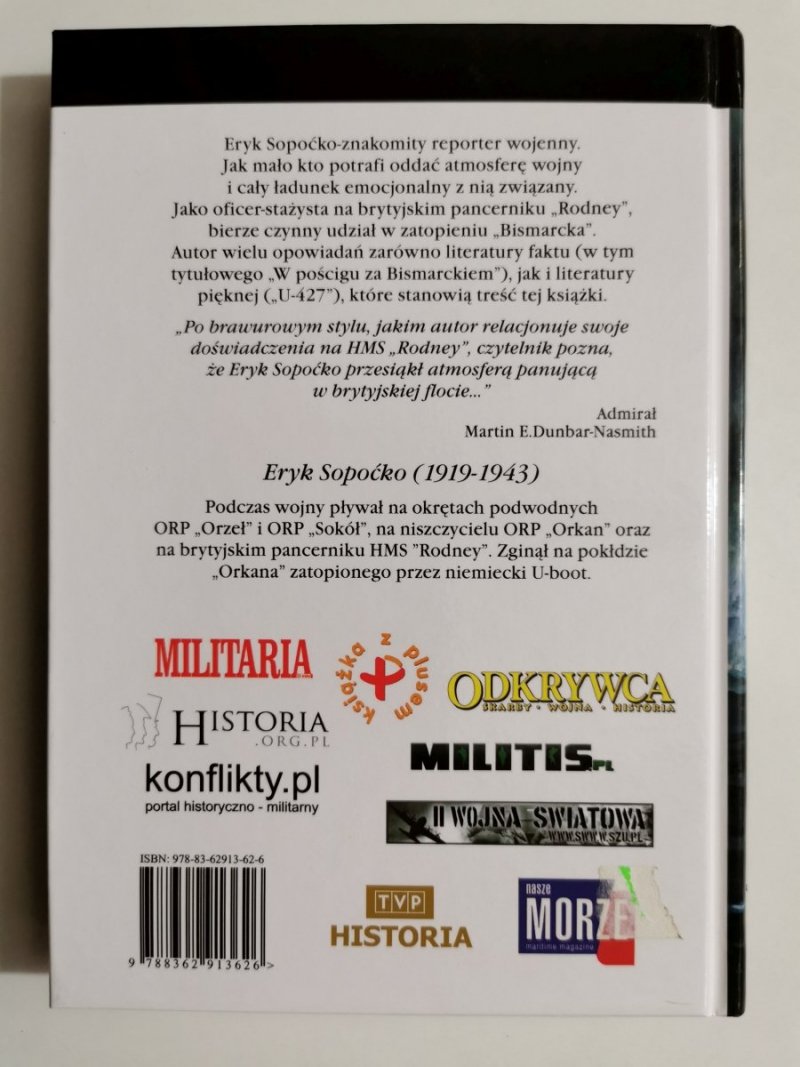 Eryk Sopoćko-znakomity reporter wojenny.
Jak mało kto potrafi oddać atmosferę wojny
i cały ładunek emocjonalny z nią związany.
Jako oficer-stażysta na brytyjskim pancerniku „Rodney”,
bierze czynny udział w zatopieniu „Bismarcka”.
Autor wielu opowiadań zarówno literatury faktu (w tym
tytułowego „W pościgu za Bismarckiem”), jak i literatury
pięknej („U-427”), które stanowią treść tej książki.
„Po brawurowym stylu, jakim autor relacjonuje swoje
doświadczenia na HMS „Rodney”, czytelnik pozna,
że Eryk Sopoćko przesiąkł atmosferą panującą
w brytyjskiej flocie...”
Admirał
Martin E.Dunbar-Nasmith
Eryk Sopoćko (1919-1943)
Podczas wojny pływał na okrętach podwodnych
ORP „Orzeł” i ORP „Sokół”, na niszczycielu ORP „Orkan” oraz
na brytyjskim pancerniku HMS ”Rodney”. Zginął na pokłdzie
„Orkana” zatopionego przez niemiecki U-boot.
MILITARIA
książka z plusem
ODKRYWCA
SKARBY · WOJNA · HISTORIA
HISTORIA
.ORG.PL
MILITIS.PL
konflikty.pl
portal historyczno - militarny
II WOJNA ŚWIATOWA
WWW.SWW.W.SZU.PL
ISBN: 978-83-62913-62-6
9 788362 913626 >
TVP
HISTORIA
nasze
MORZE
maritime magazine